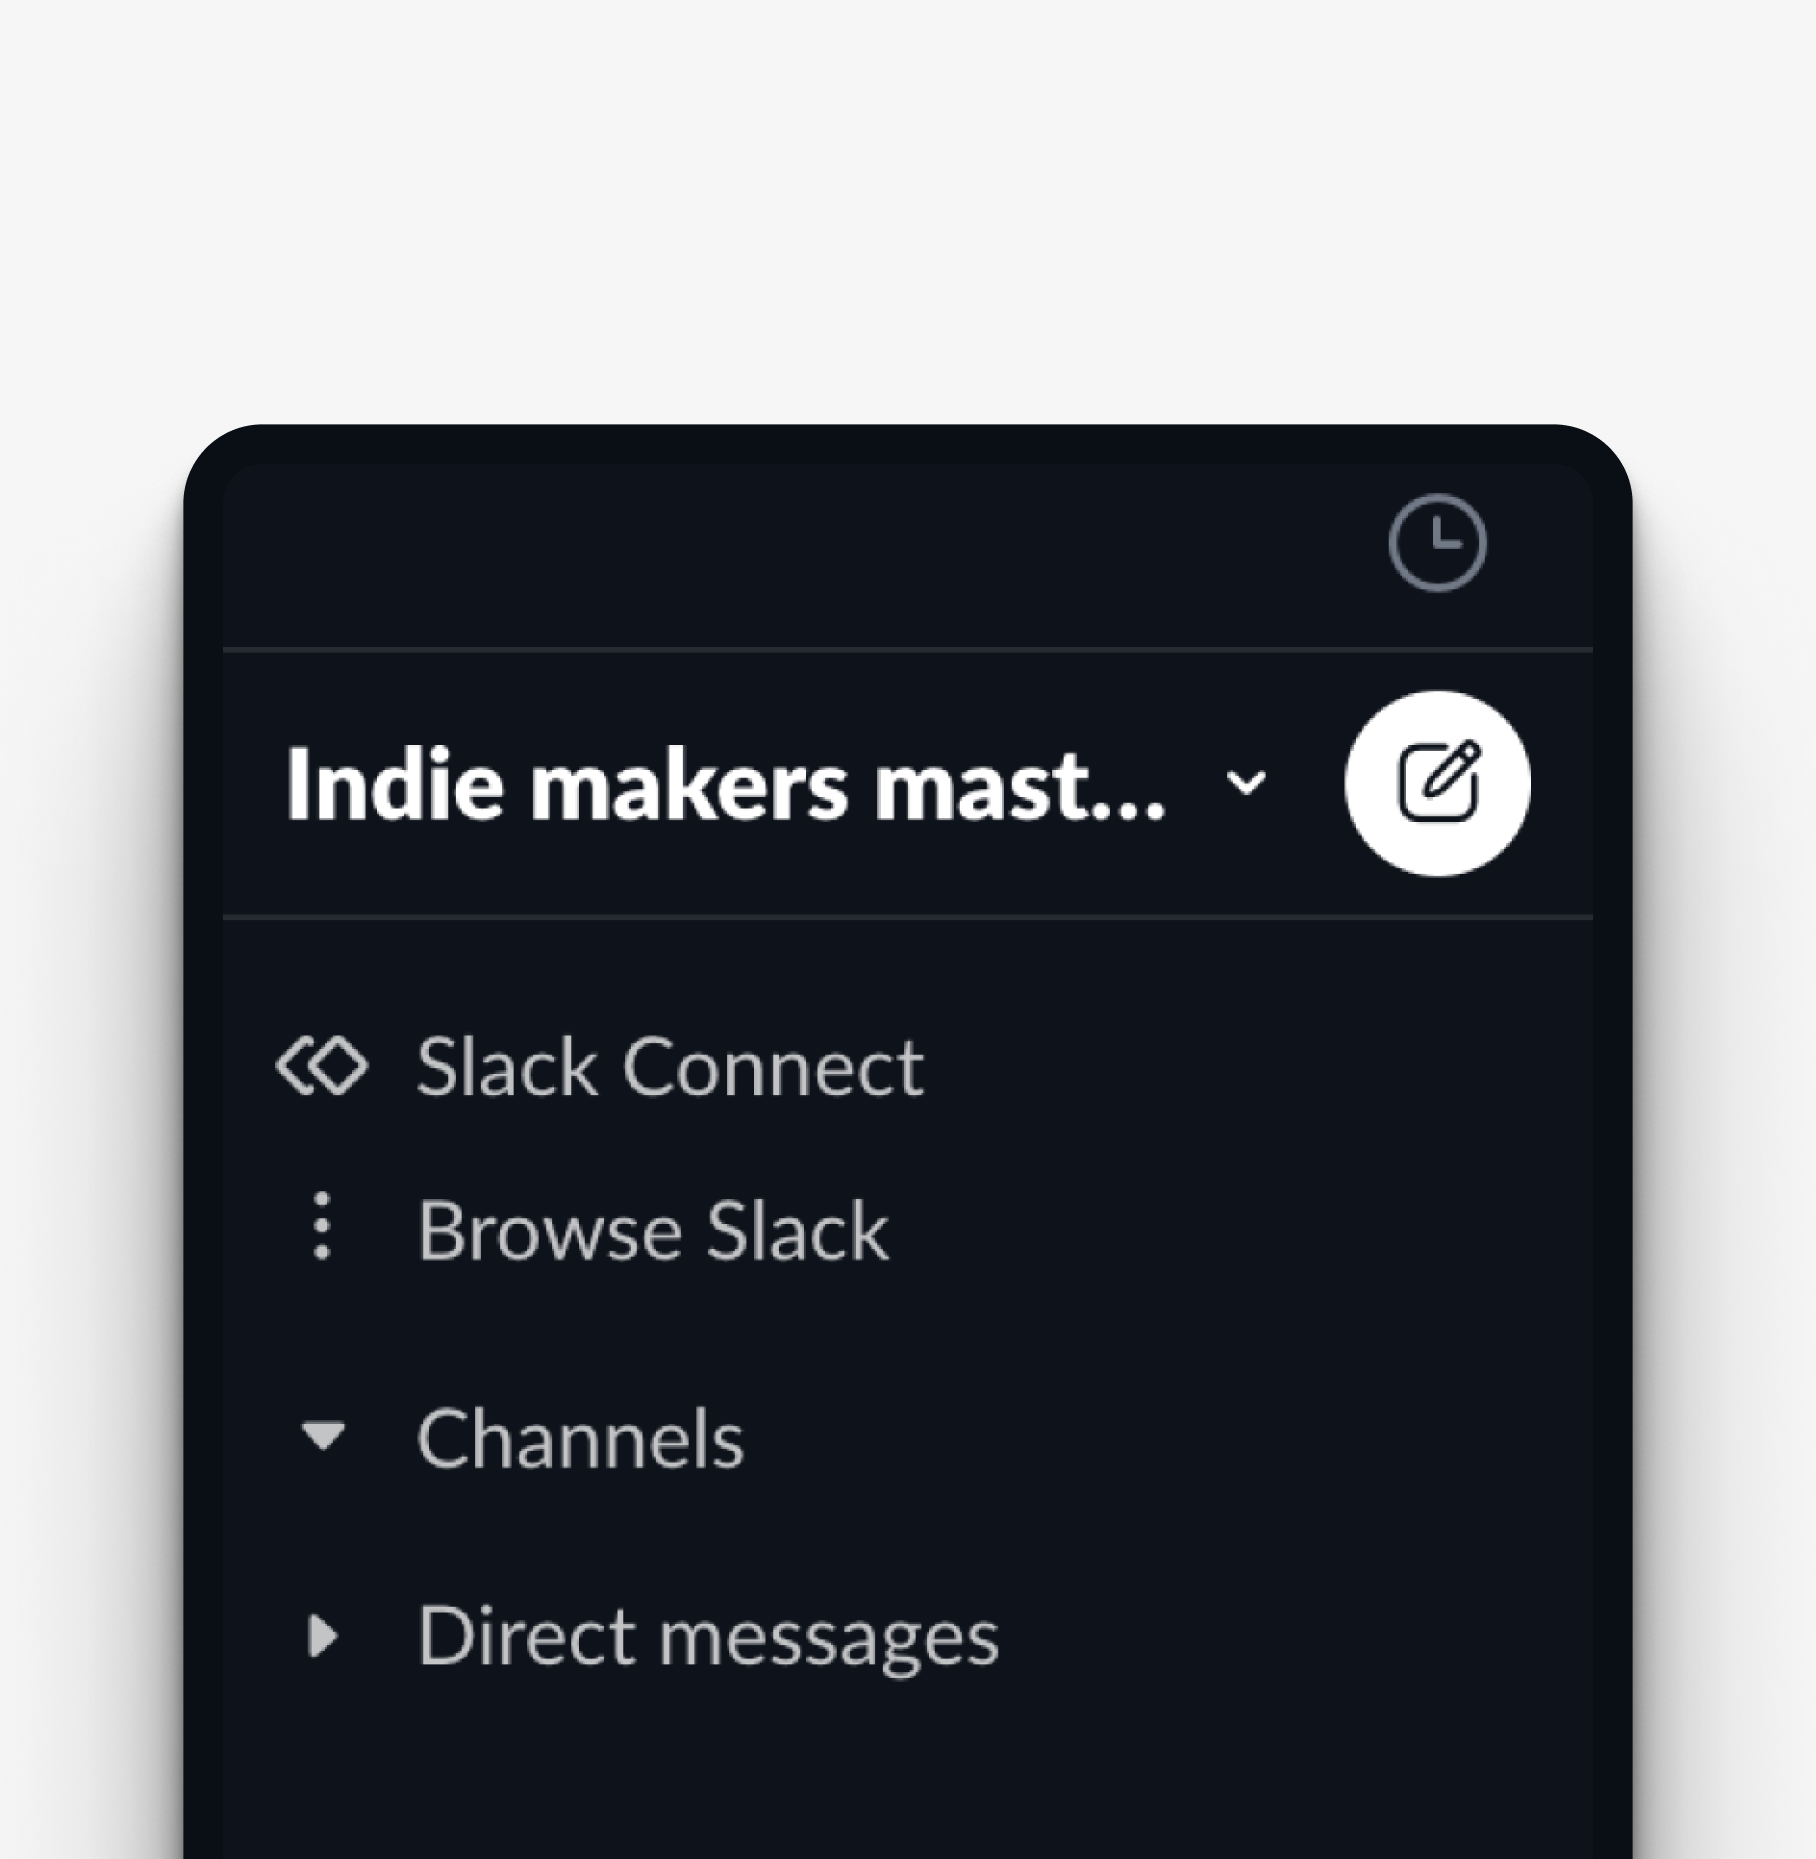 Indie makers mast...
Slack Connect
Browse Slack
Channels
Direct messages